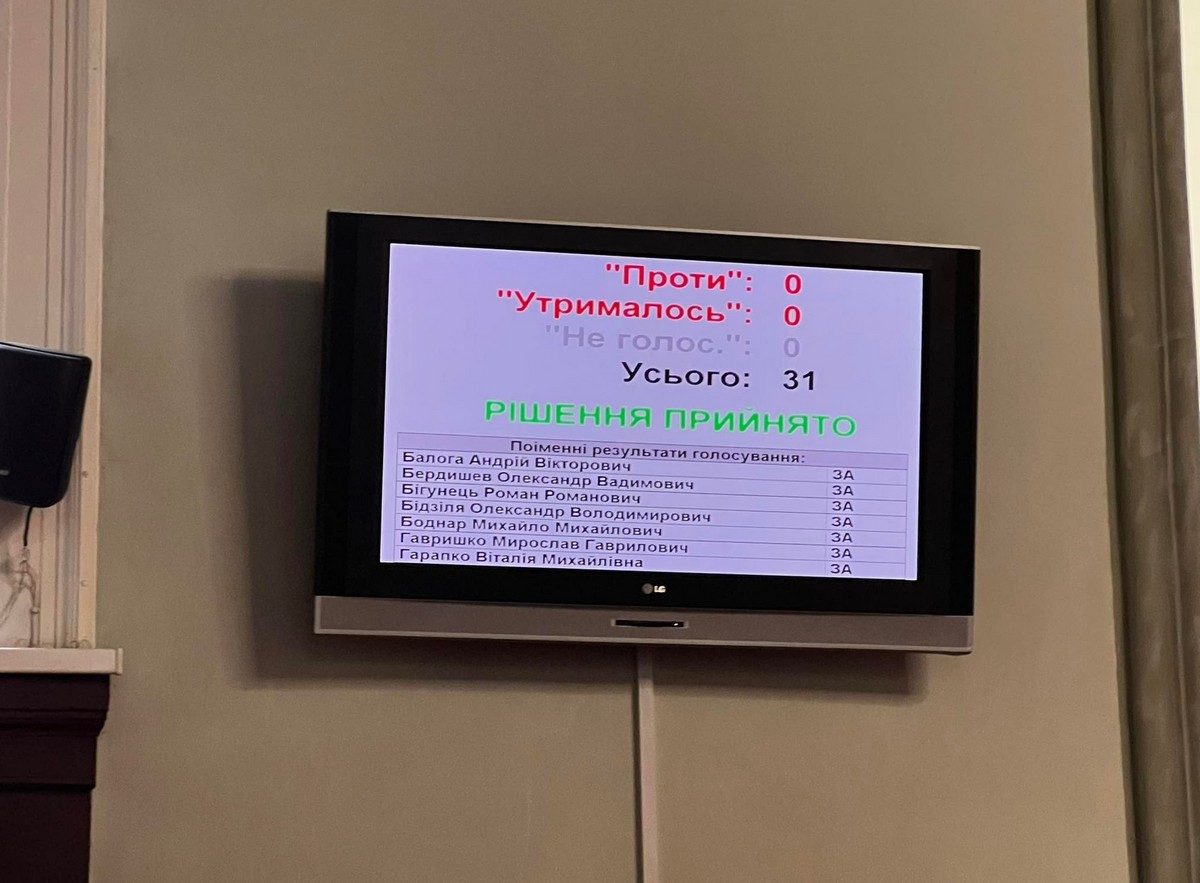 "Проти": 0
"Утрималось": 0
"Не голос.": 0
Усього: 31
РІШЕННЯ ПРИЙНЯТО
Поіменні результати голосування:
Балога Андрій Вікторович ЗА
Бердишев Олександр Вадимович ЗА
Бігунець Роман Романович ЗА
Бідзіля Олександр Володимирович ЗА
Боднар Михайло Михайлович ЗА
Гавришко Мирослав Гаврилович ЗА
Гарапко Віталія Михайлівна ЗА
LG